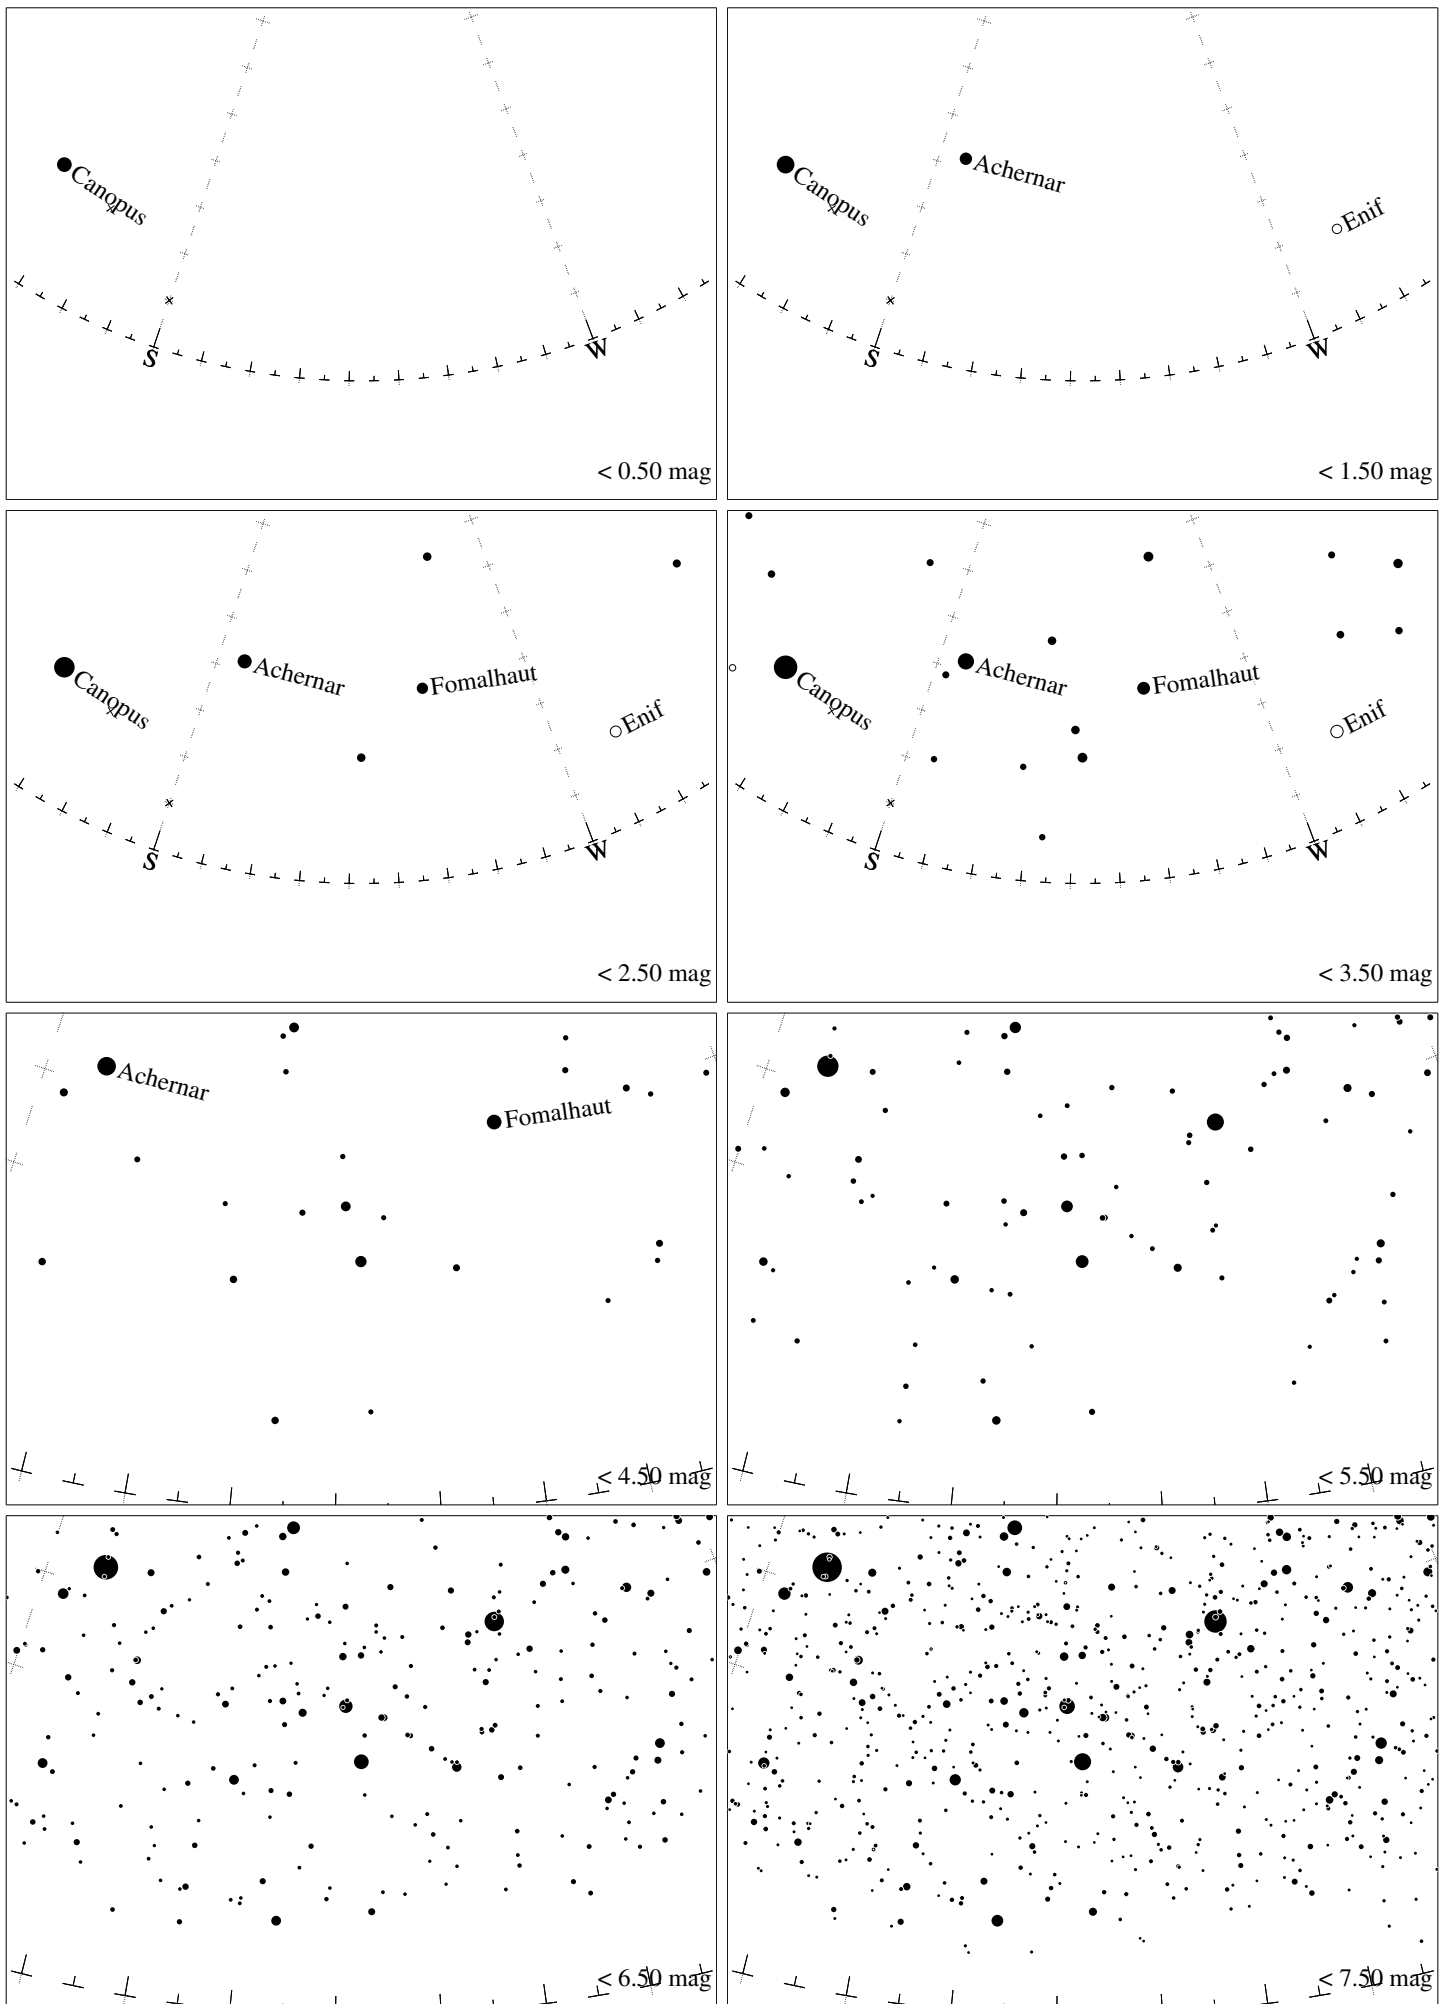 Canopus
S
W
< 0.50 mag
Canopus
Achernar
Enif
S
W
< 1.50 mag
Canopus
Achernar
Fomalhaut
Enif
S
W
< 2.50 mag
Canopus
Achernar
Fomalhaut
Enif
S
W
< 3.50 mag
Achernar
Fomalhaut
< 4.50 mag
< 5.50 mag
< 6.50 mag
< 7.50 mag